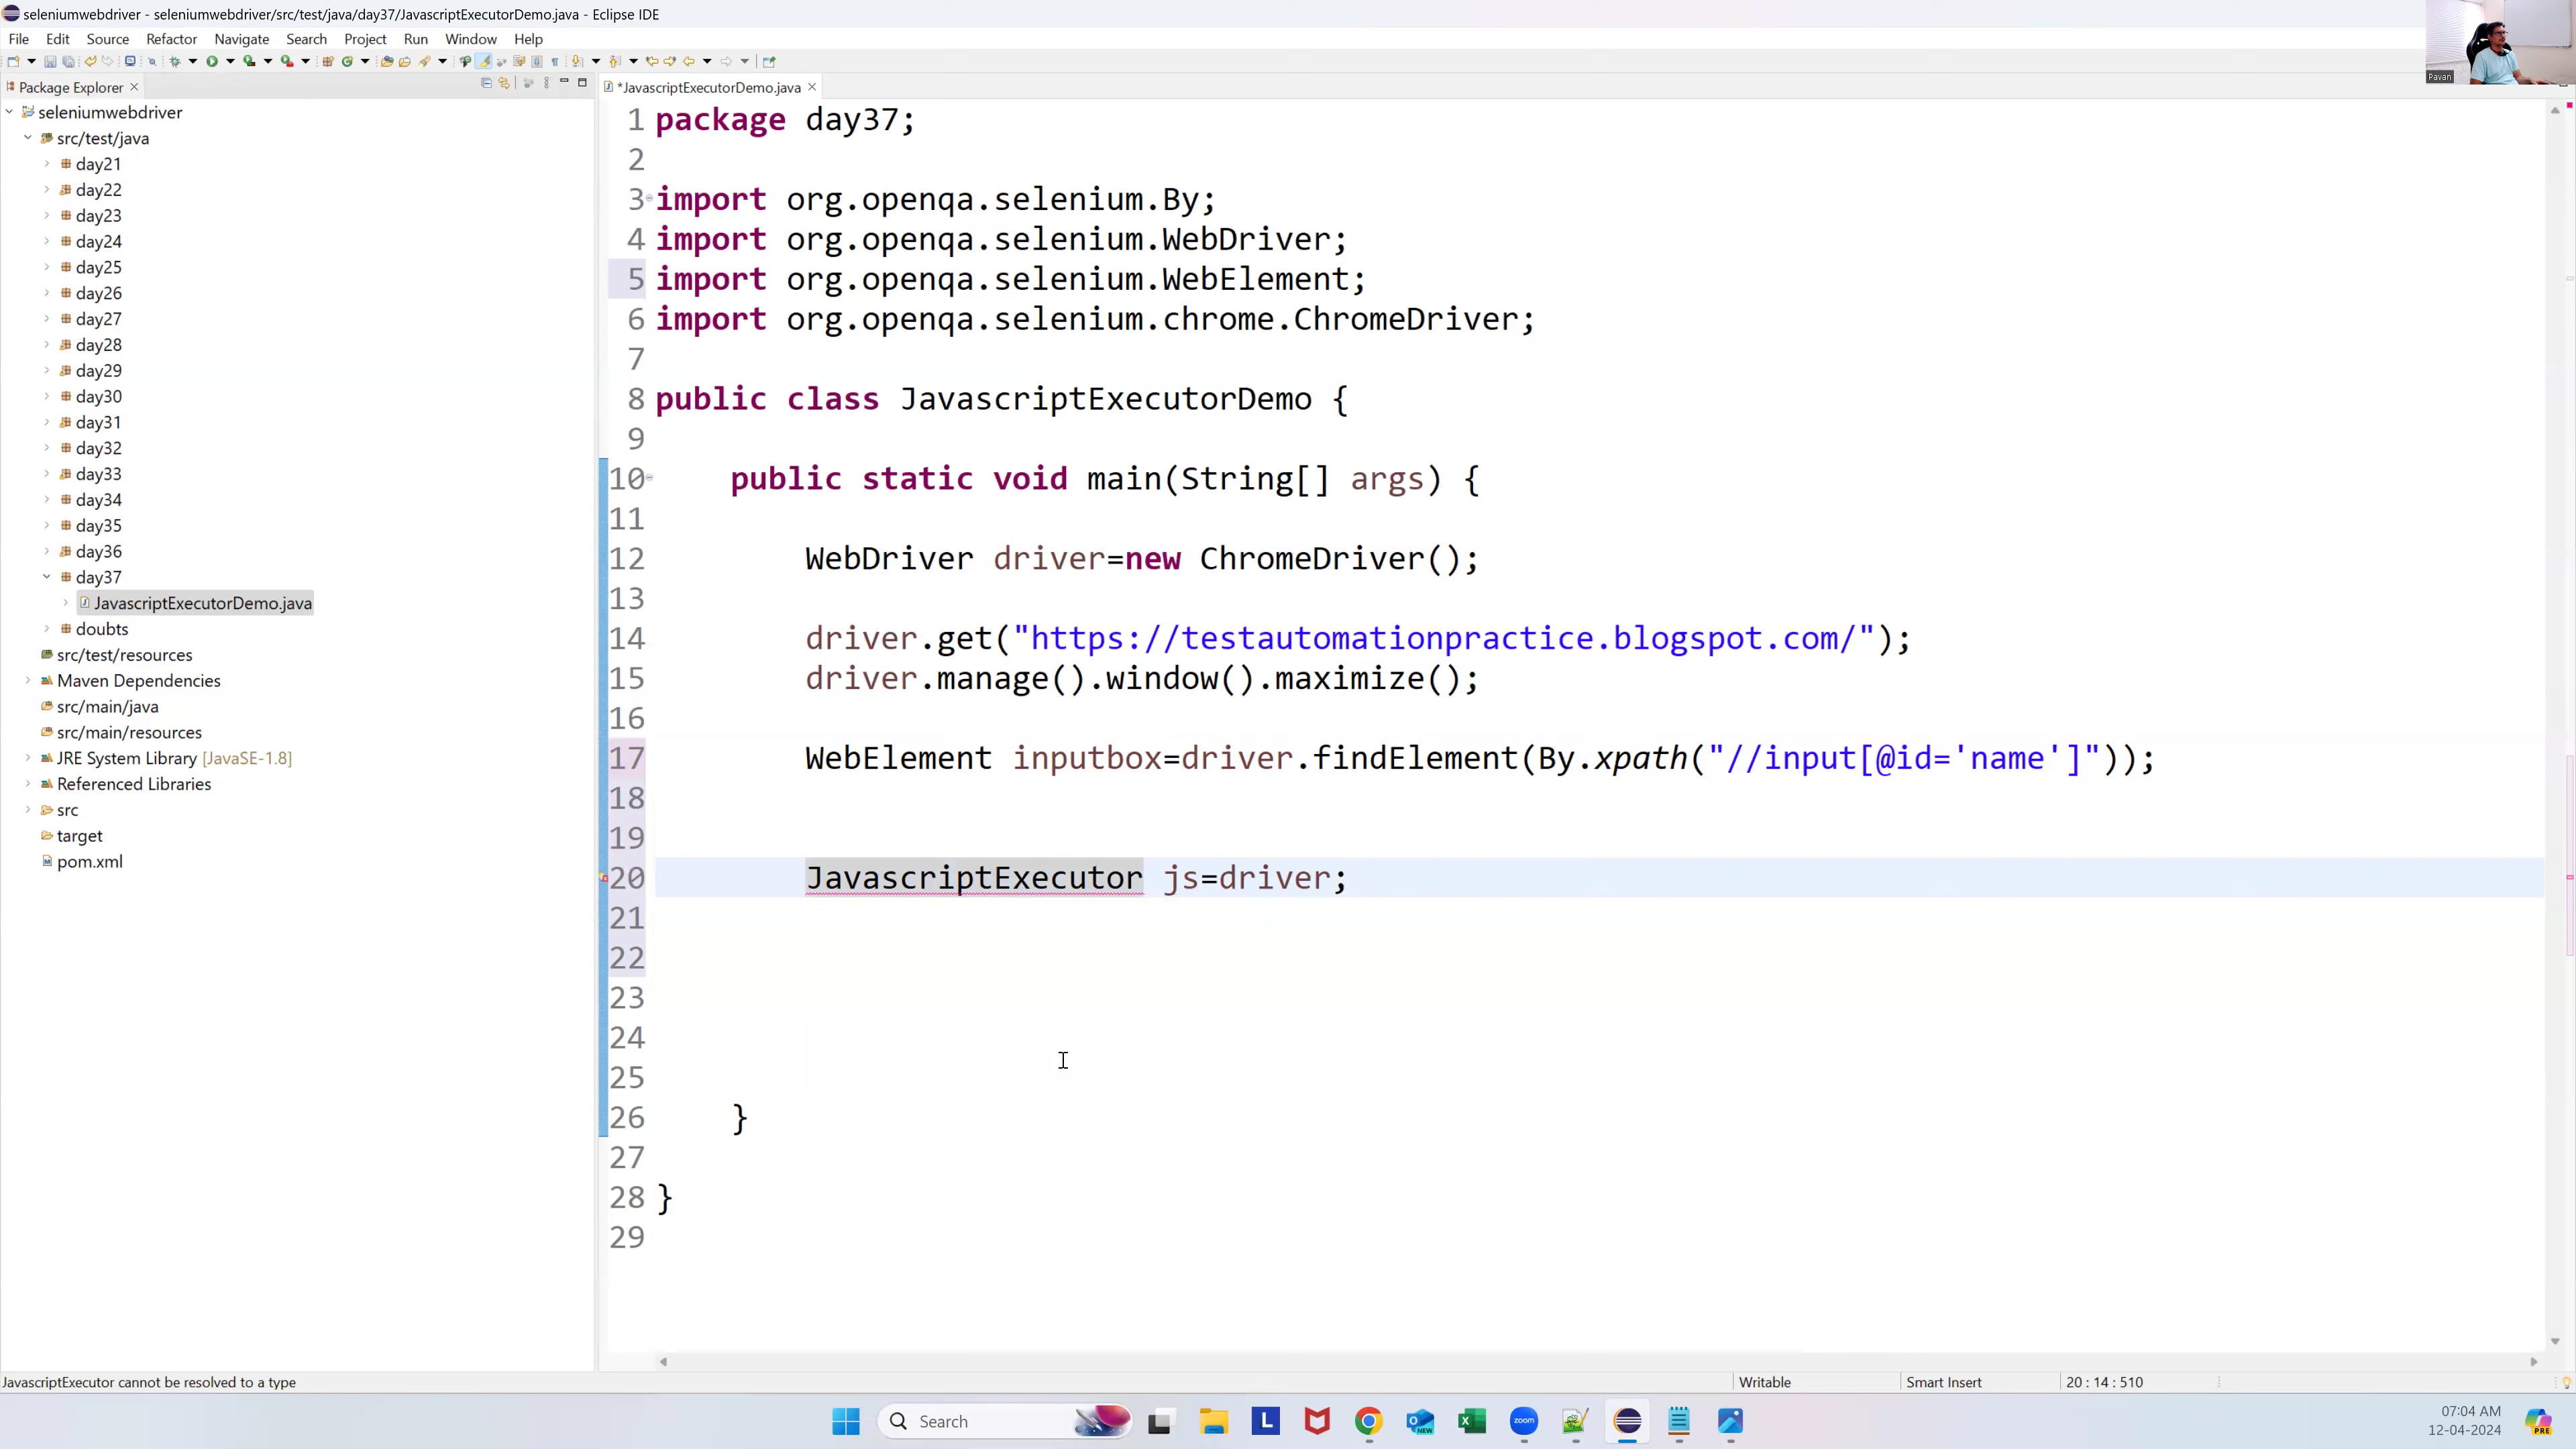 seleniumwebdriver - seleniumwebdriver/src/test/java/day37/JavascriptExecutorDemo.java - Eclipse IDE
File Edit Source Refactor Navigate Search Project Run Window Help
Pavan
Package Explorer
*JavascriptExecutorDemo.java
seleniumwebdriver
src/test/java
day21
day22
day23
day24
day25
day26
day27
day28
day29
day30
day31
day32
day33
day34
day35
day36
day37
JavascriptExecutorDemo.java
doubts
src/test/resources
Maven Dependencies
src/main/java
src/main/resources
JRE System Library [JavaSE-1.8]
Referenced Libraries
src
target
pom.xml
1 package day37;
2
3 import org.openqa.selenium.By;
4 import org.openqa.selenium.WebDriver;
5 import org.openqa.selenium.WebElement;
6 import org.openqa.selenium.chrome.ChromeDriver;
7
8 public class JavascriptExecutorDemo {
9
10 public static void main(String[] args) {
11
12 WebDriver driver=new ChromeDriver();
13
14 driver.get("https://testautomationpractice.blogspot.com/");
15 driver.manage().window().maximize();
16
17 WebElement inputbox=driver.findElement(By.xpath("//input[@id='name']"));
18
19
20 JavascriptExecutor js=driver;
21
22
23
24
25
26 }
27
28 }
29
JavascriptExecutor cannot be resolved to a type
Writable
Smart Insert
20 : 14 : 510
Search
L
NEW
zoom
07:04 AM
12-04-2024
PRE